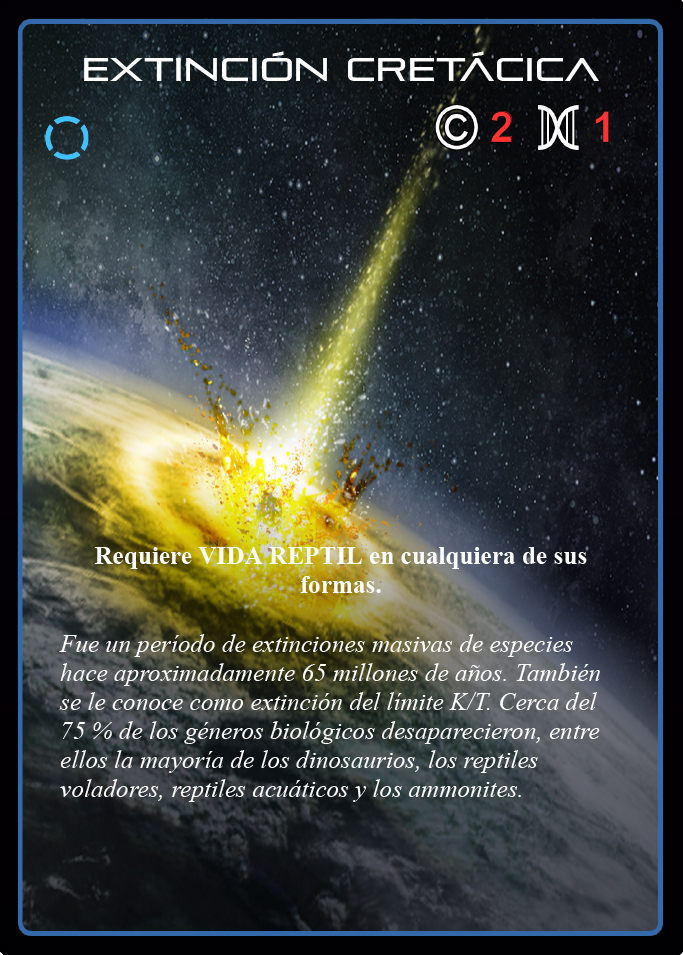 EXTINCIÓN CRETÁCICA
© 2 1
Requiere VIDA REPTIL en cualquiera de sus
formas.
Fue un período de extinciones masivas de especies
hace aproximadamente 65 millones de años. También
se le conoce como extinción del límite K/T. Cerca del
75 % de los géneros biológicos desaparecieron, entre
ellos la mayoría de los dinosaurios, los reptiles
voladores, reptiles acuáticos y los ammonites.